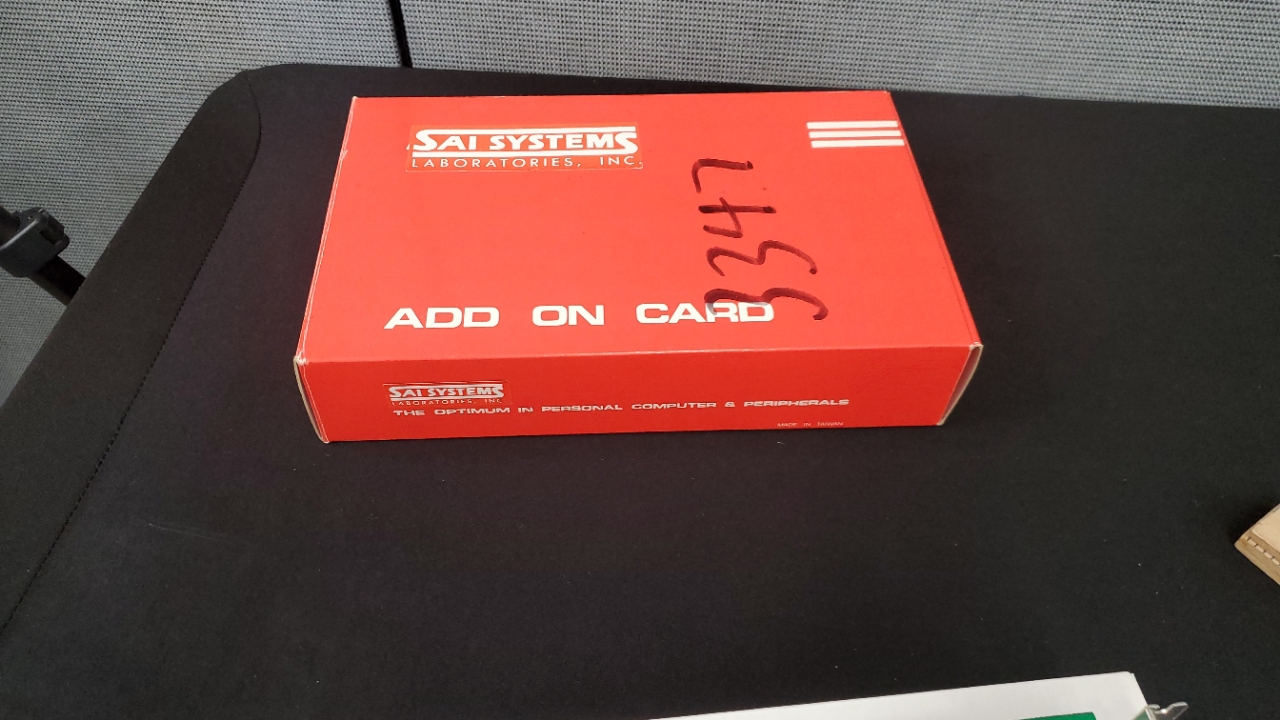 SAI SYSTEMS
LABORATORIES, INC.
ADD ON CARD
SAI SYSTEMS
LABORATORIES, INC.
THE OPTIMUM IN PERSONAL COMPUTER & PERIPHERALS
MADE IN TAIWAN